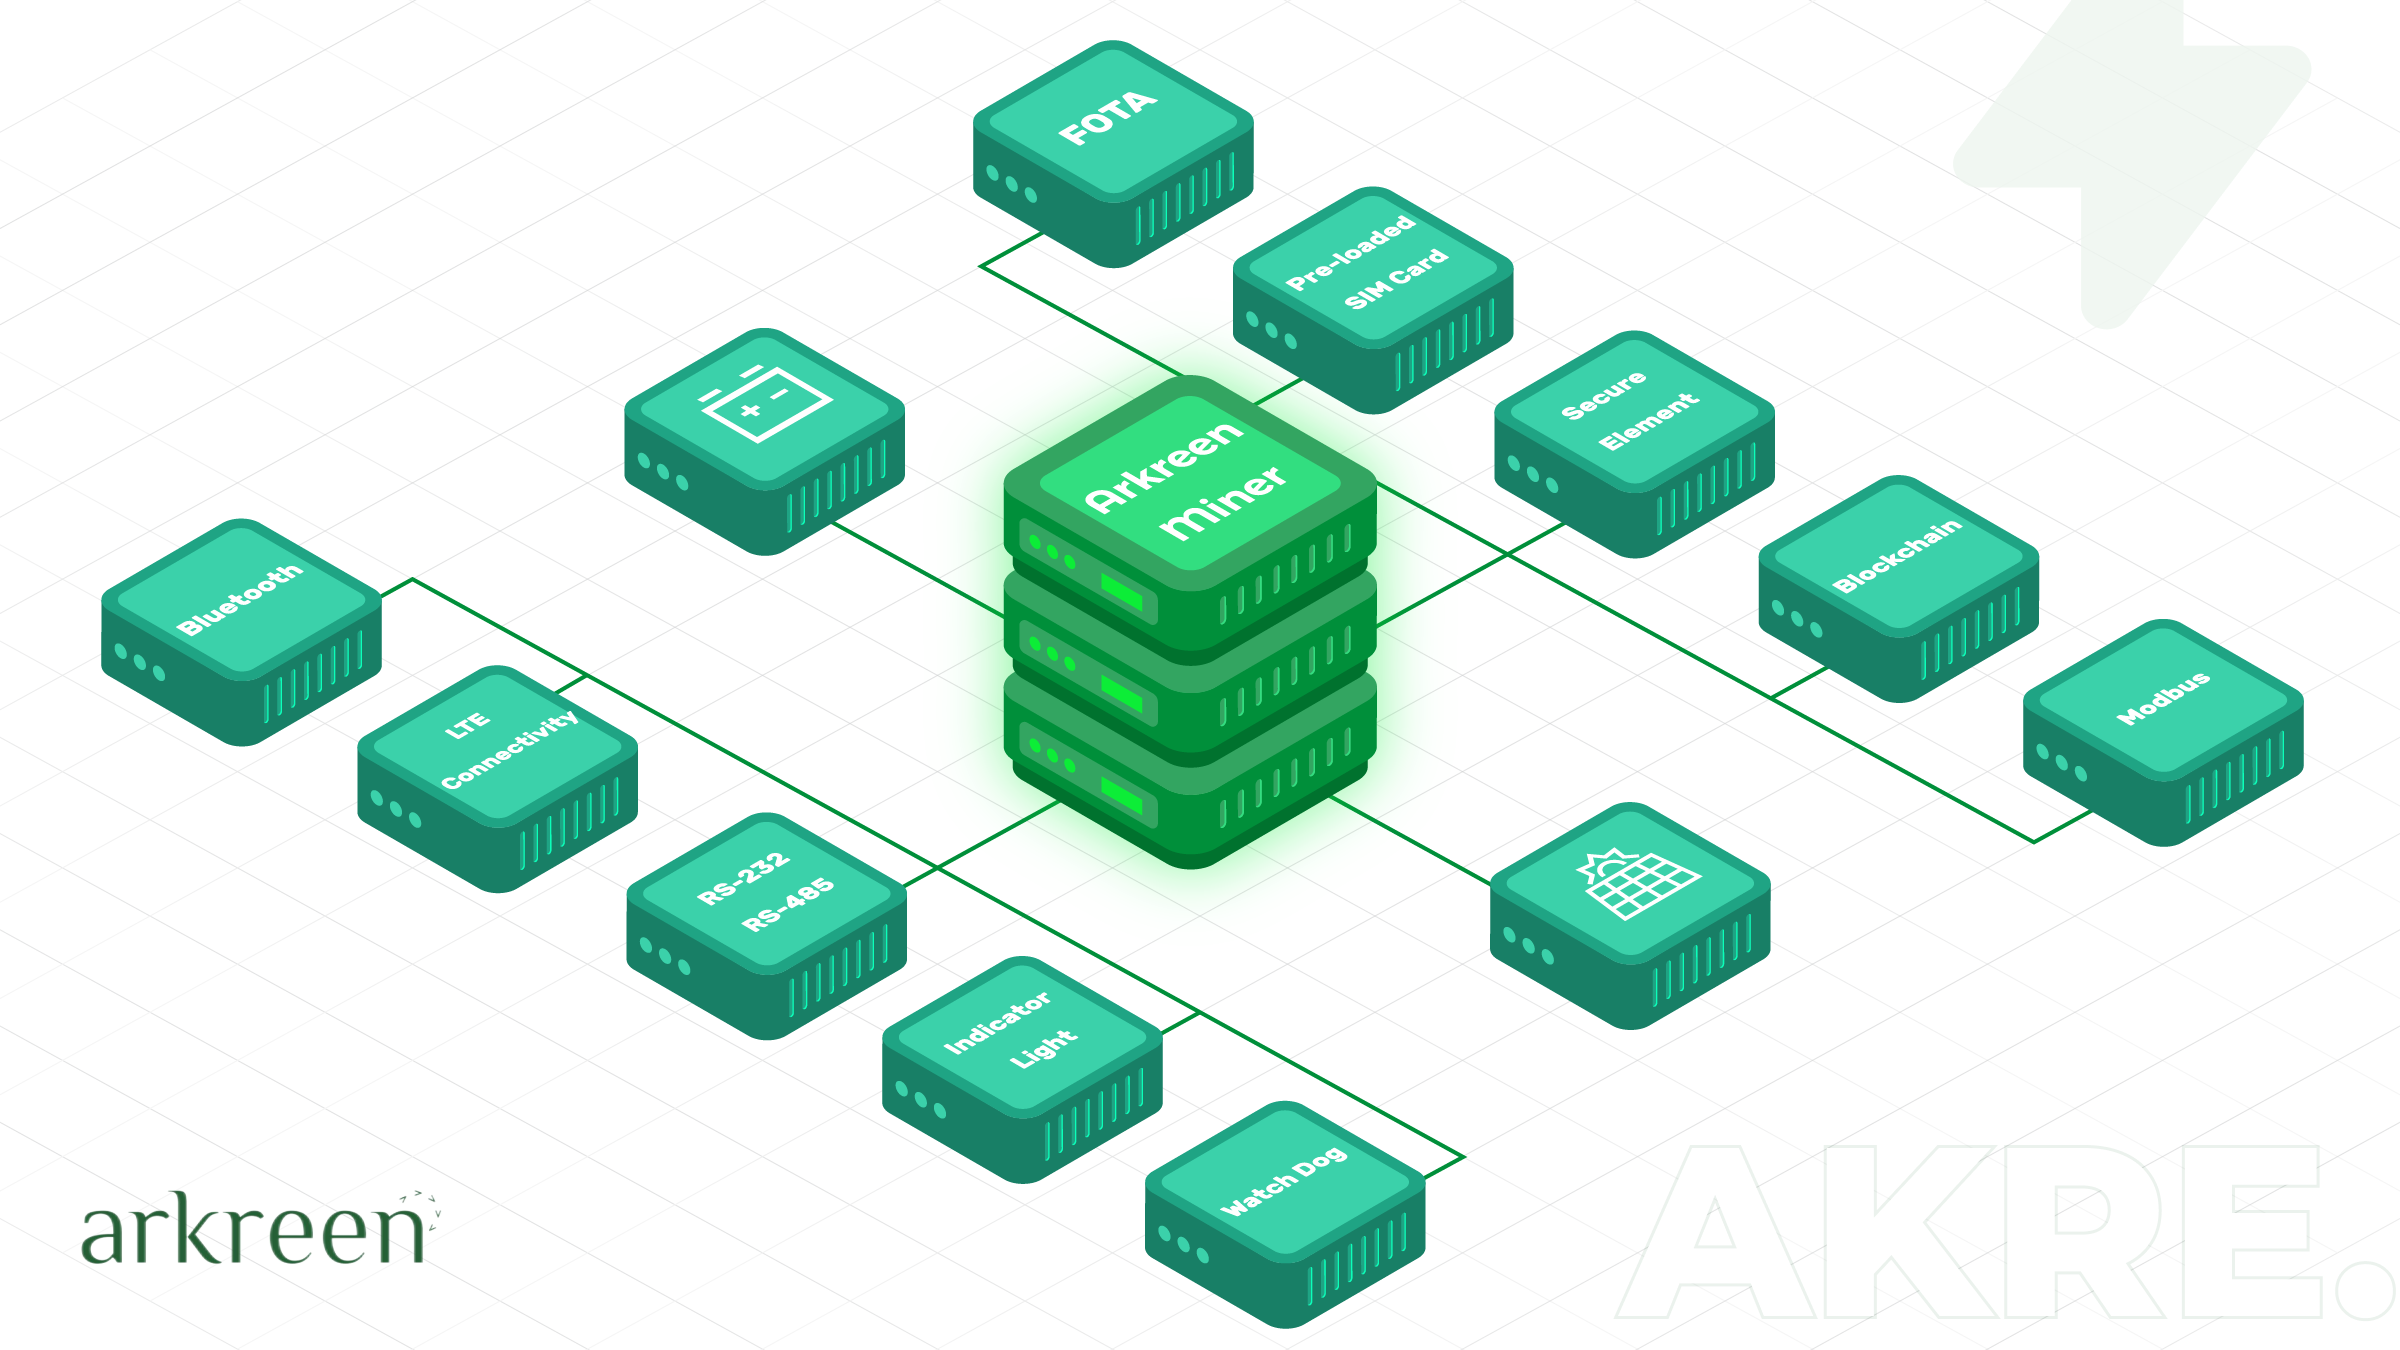 FOTA
Pre-loaded
SIM Card
Secure
Element
Blockchain
Modbus
Arkreen
Miner
+ -
Bluetooth
LTE
Connectivity
RS-232
RS-485
Indicator
Light
Watch Dog
arkreen
AKRE.